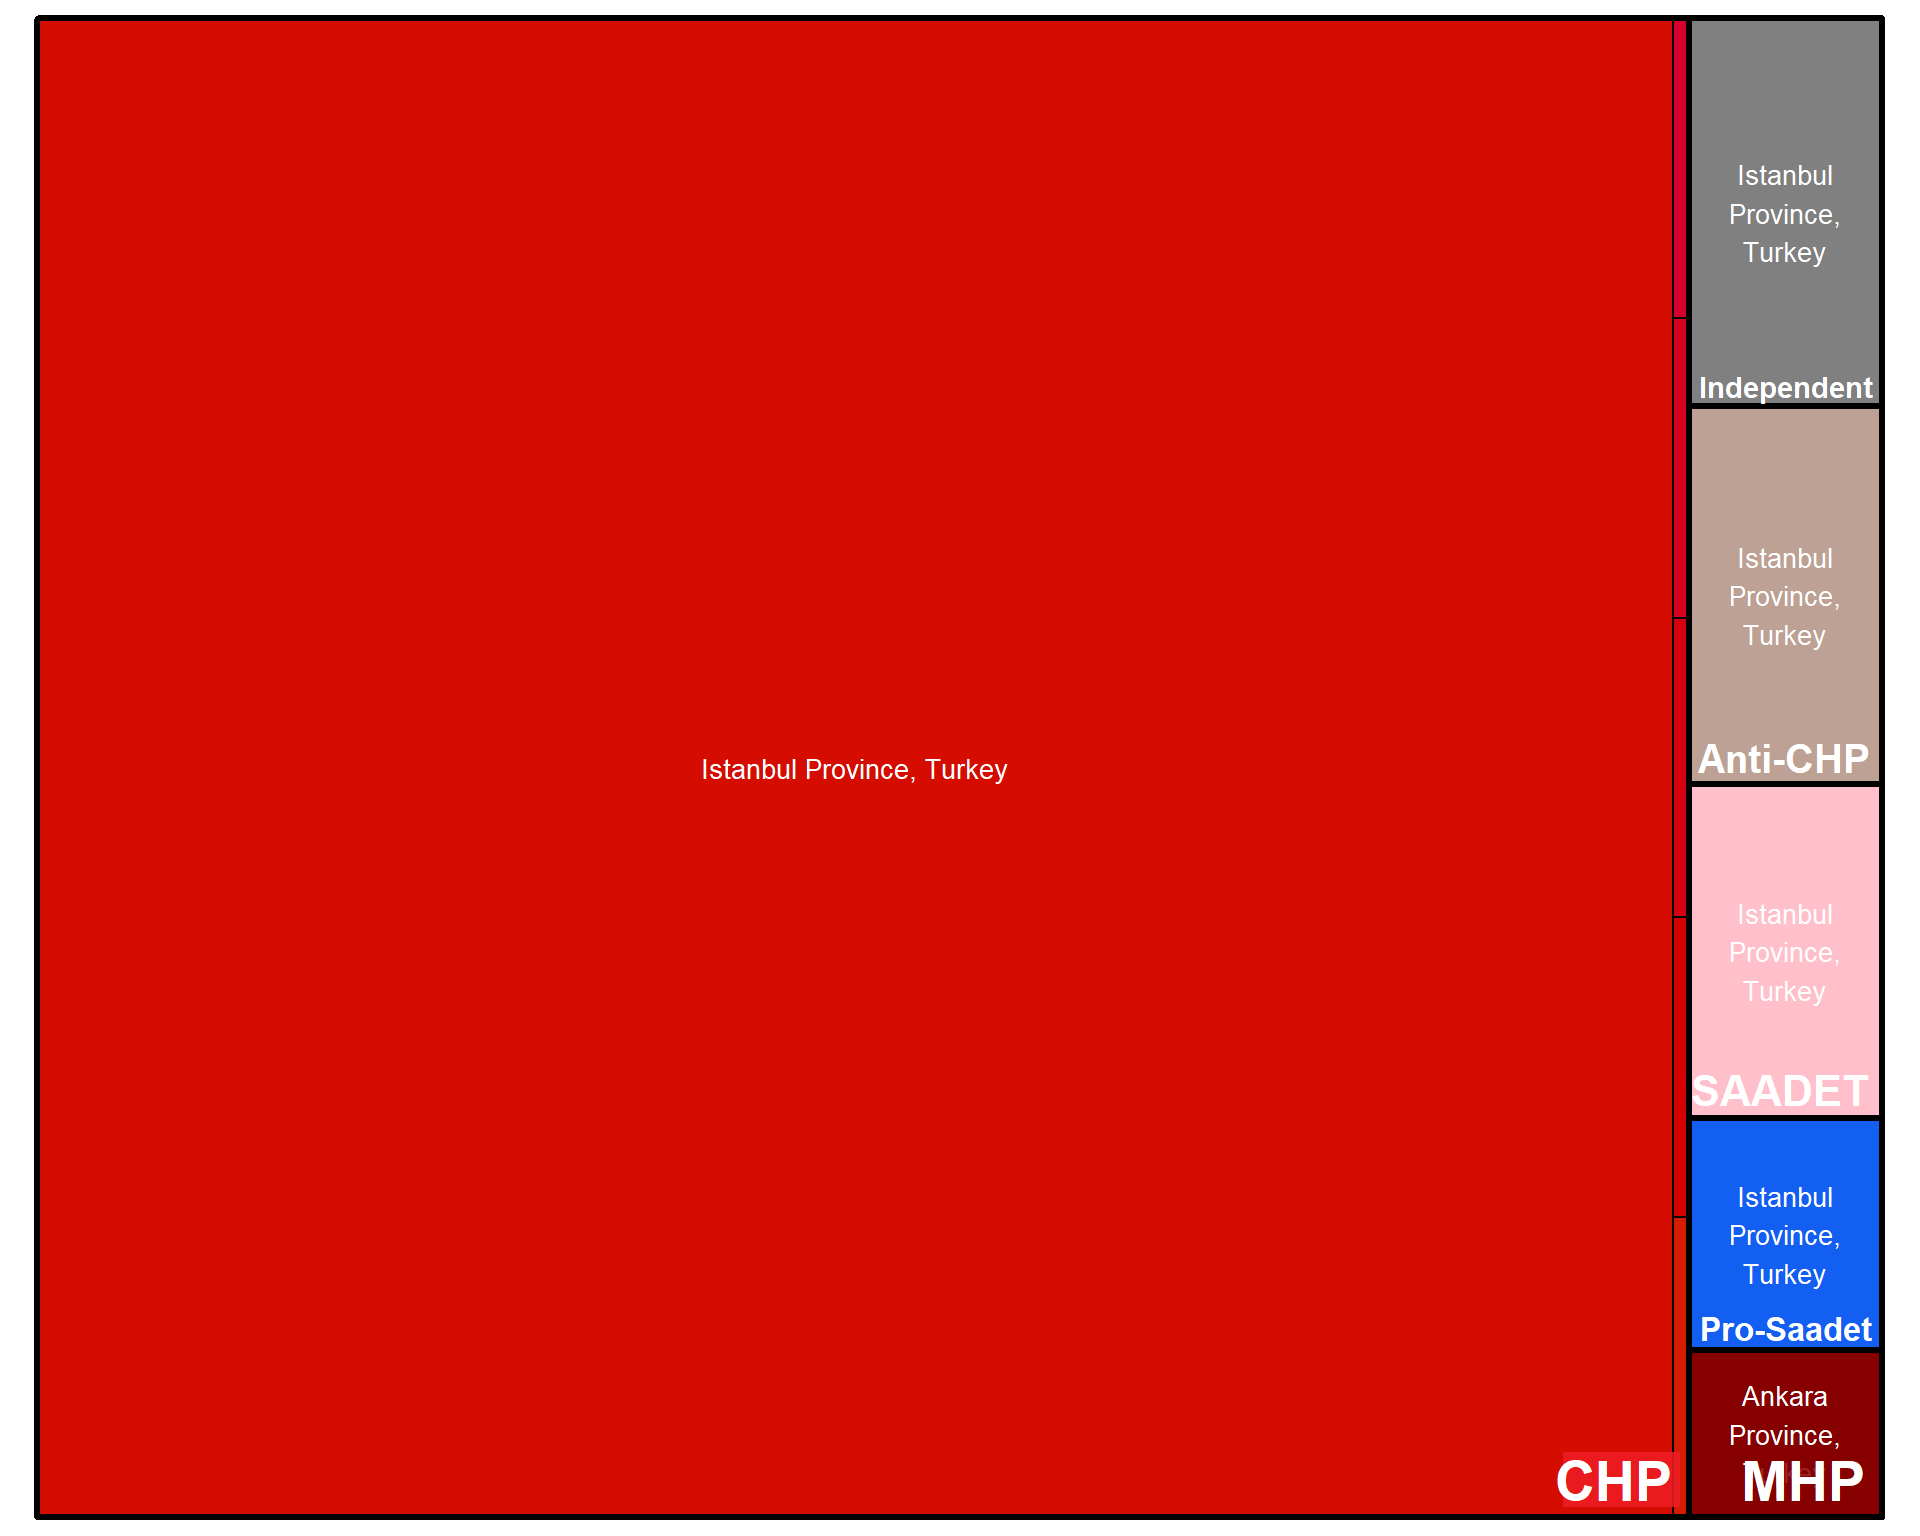 Istanbul Province, Turkey
CHP
Istanbul
Province,
Turkey
Independent
Istanbul
Province,
Turkey
Anti-CHP
Istanbul
Province,
Turkey
SAADET
Istanbul
Province,
Turkey
Pro-Saadet
Ankara
Province,
MHP